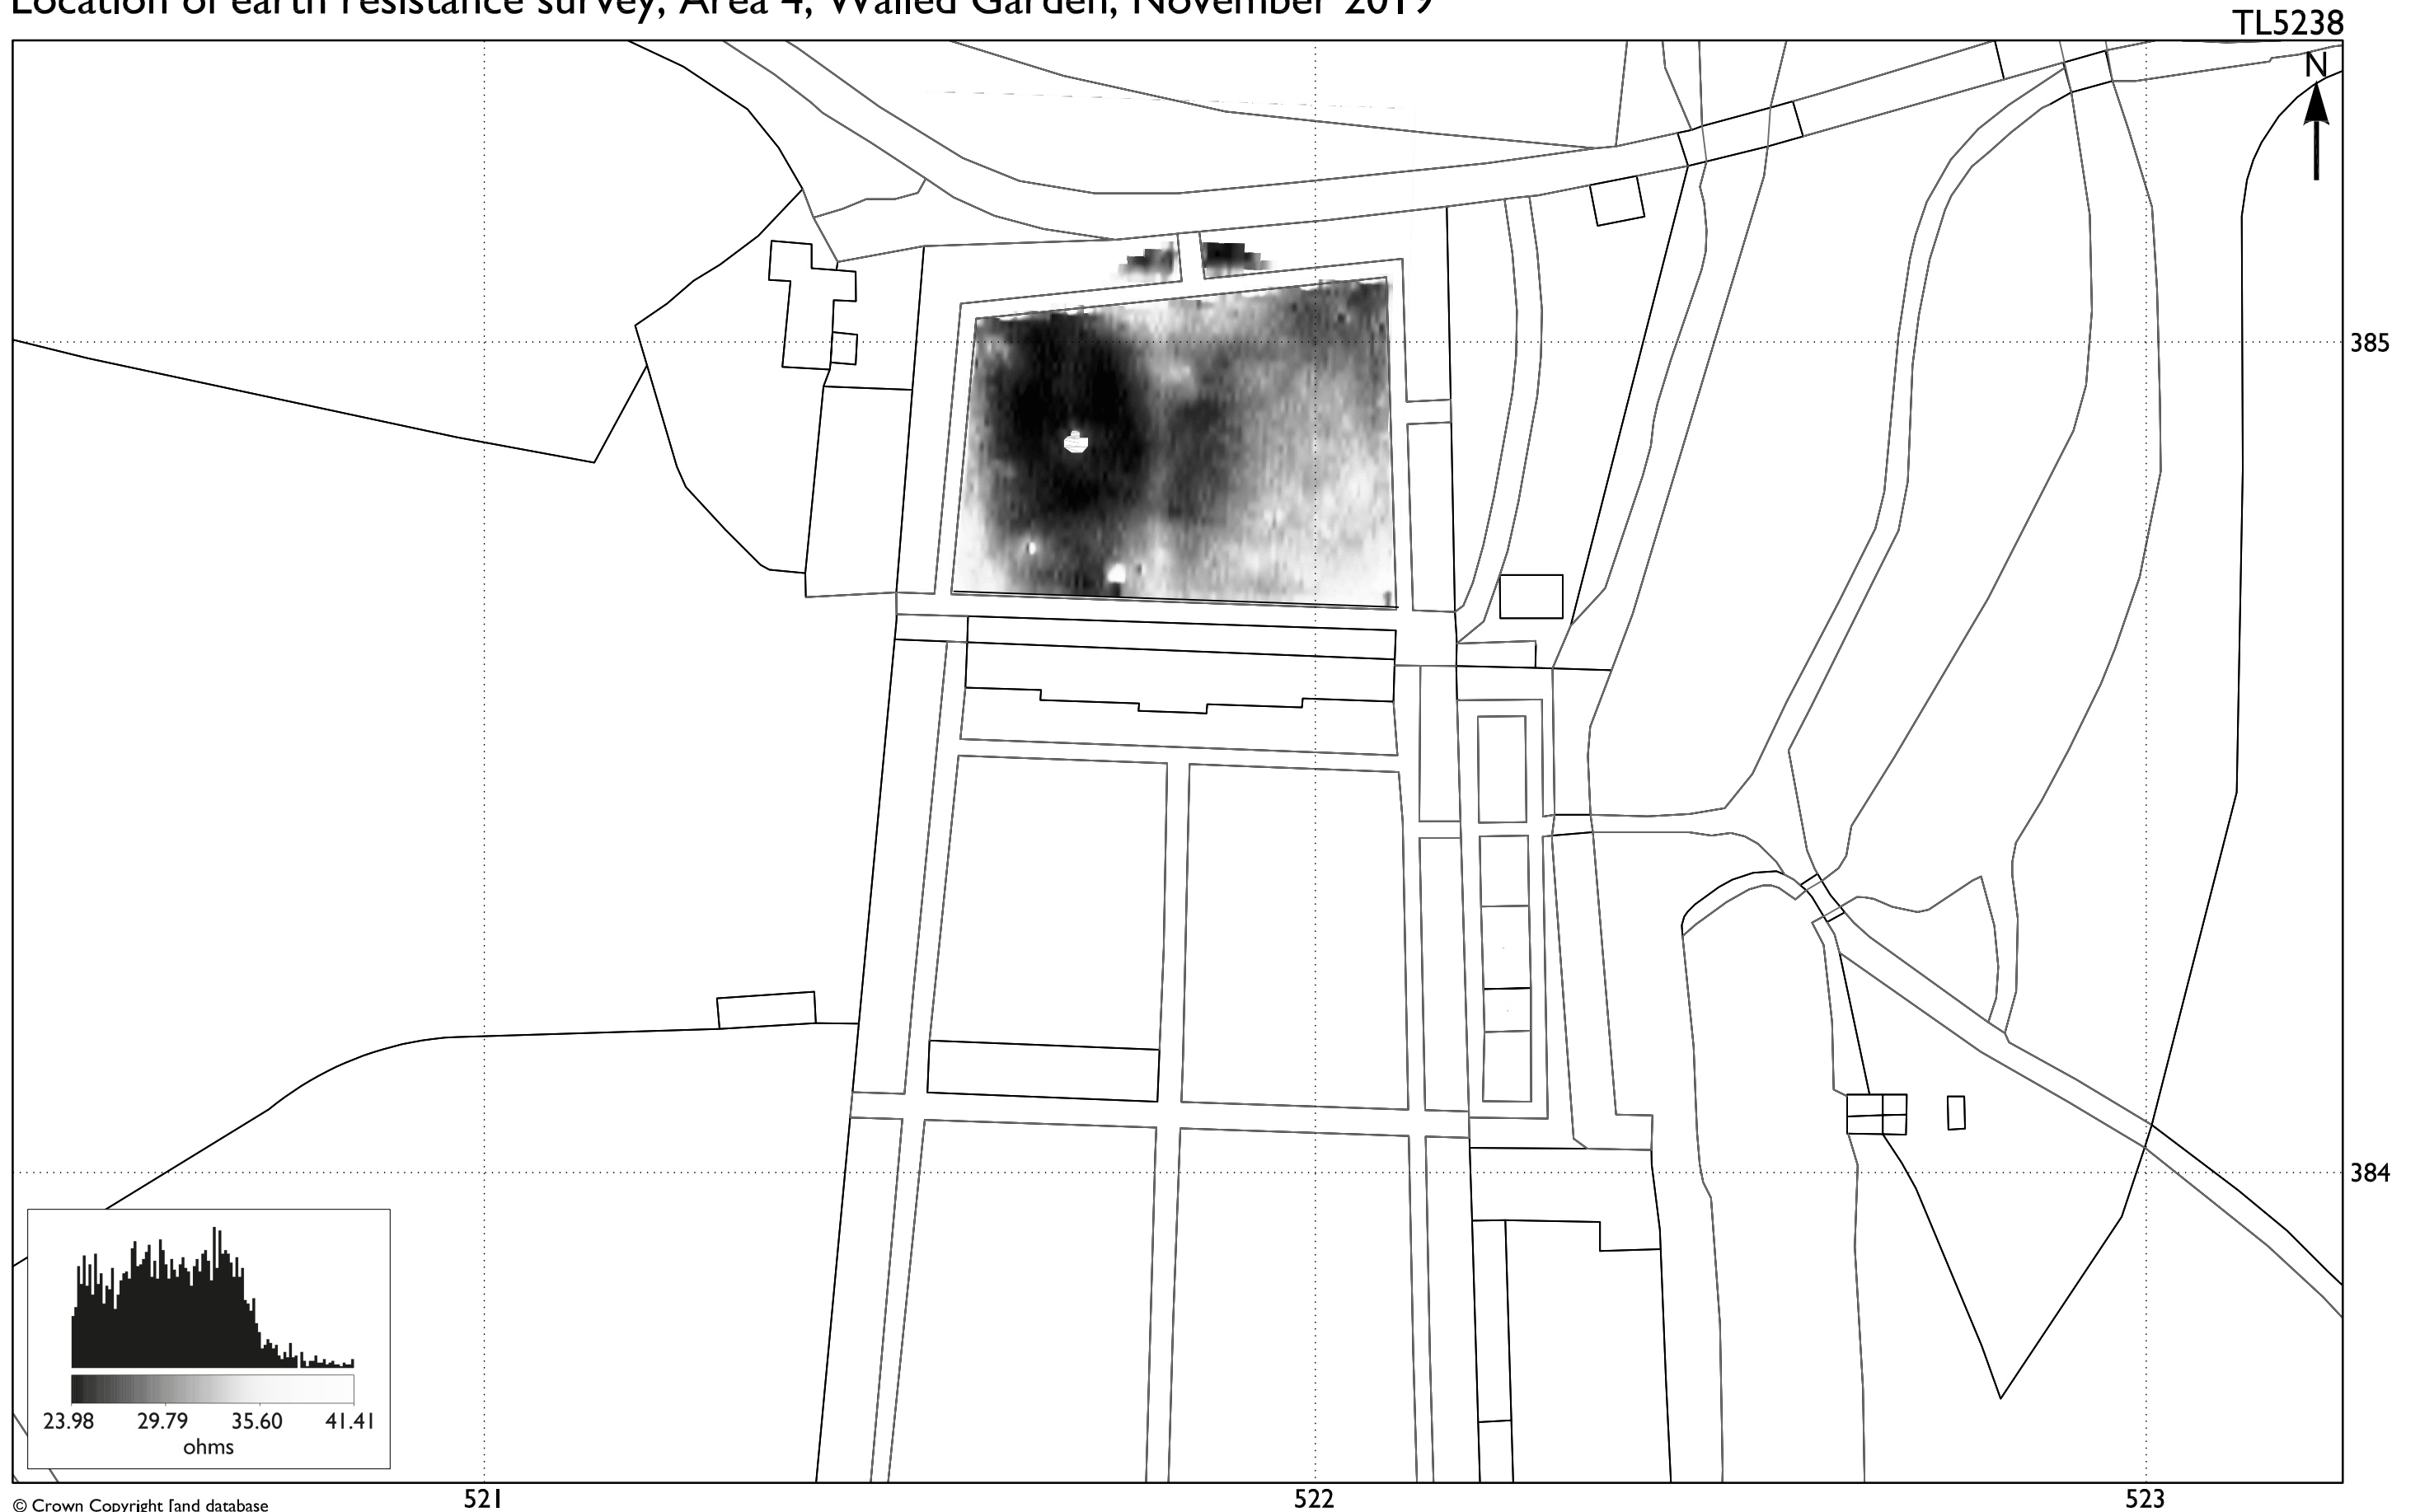 Location of earth resistance survey, Area 4, Walled Garden, November 2019
TL5238
N
385
384
23.98 29.79 35.60 41.41
ohms
521 522 523
© Crown Copyright [and database